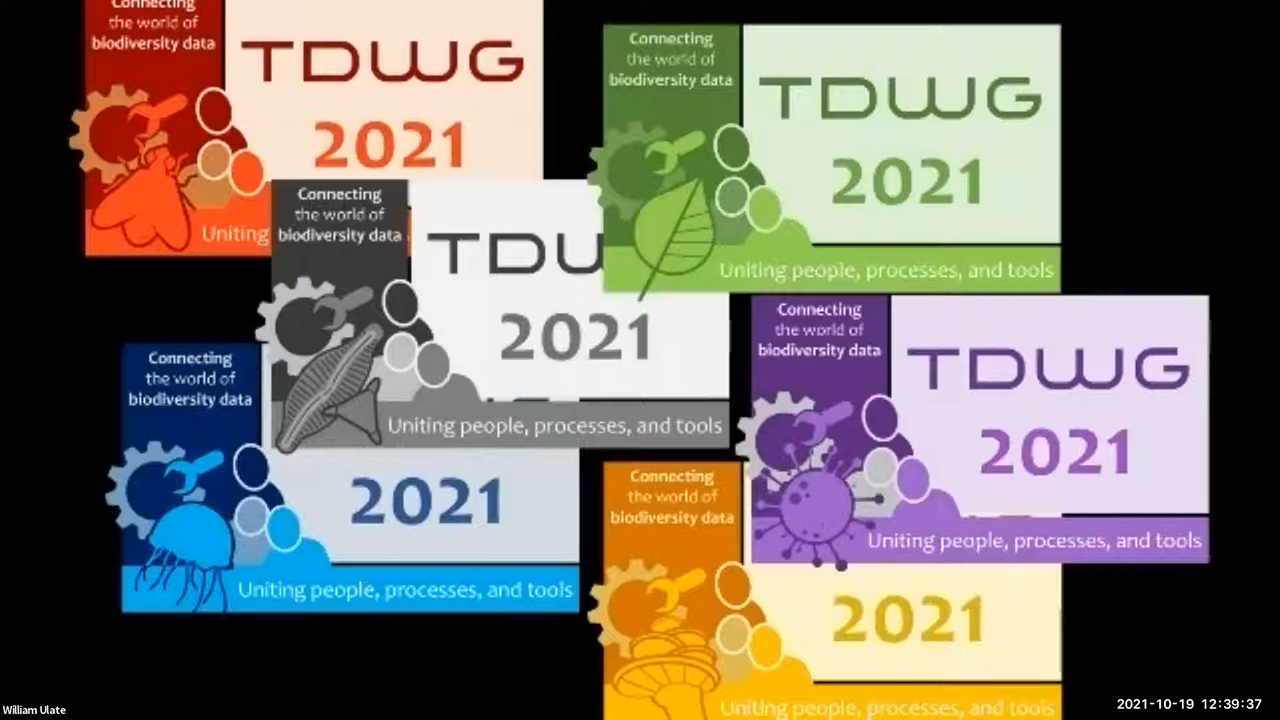 Connecting
the world of
biodiversity data
TDWG
2021
Uniting
Connecting
the world of
biodiversity data
TDWG
2021
Uniting people, processes, and tools
Connecting
the world of
biodiversity data
2021
Uniting people, processes, and tools
Connecting
the world of
biodiversity data
TDWG
2021
Uniting people, processes, and tools
Connecting
the world of
biodiversity data
2021
Uniting people, processes, and tools
Connecting
the world of
biodiversity data
2021
Uniting people, processes, and tools
William Ulate
2021-10-19 12:39:37